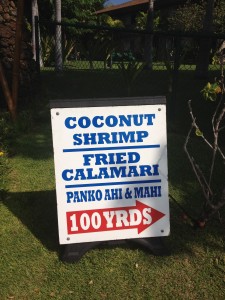 COCONUT
SHRIMP
FRIED
CALAMARI
PANKO AHI & MAHI
100 YRDS